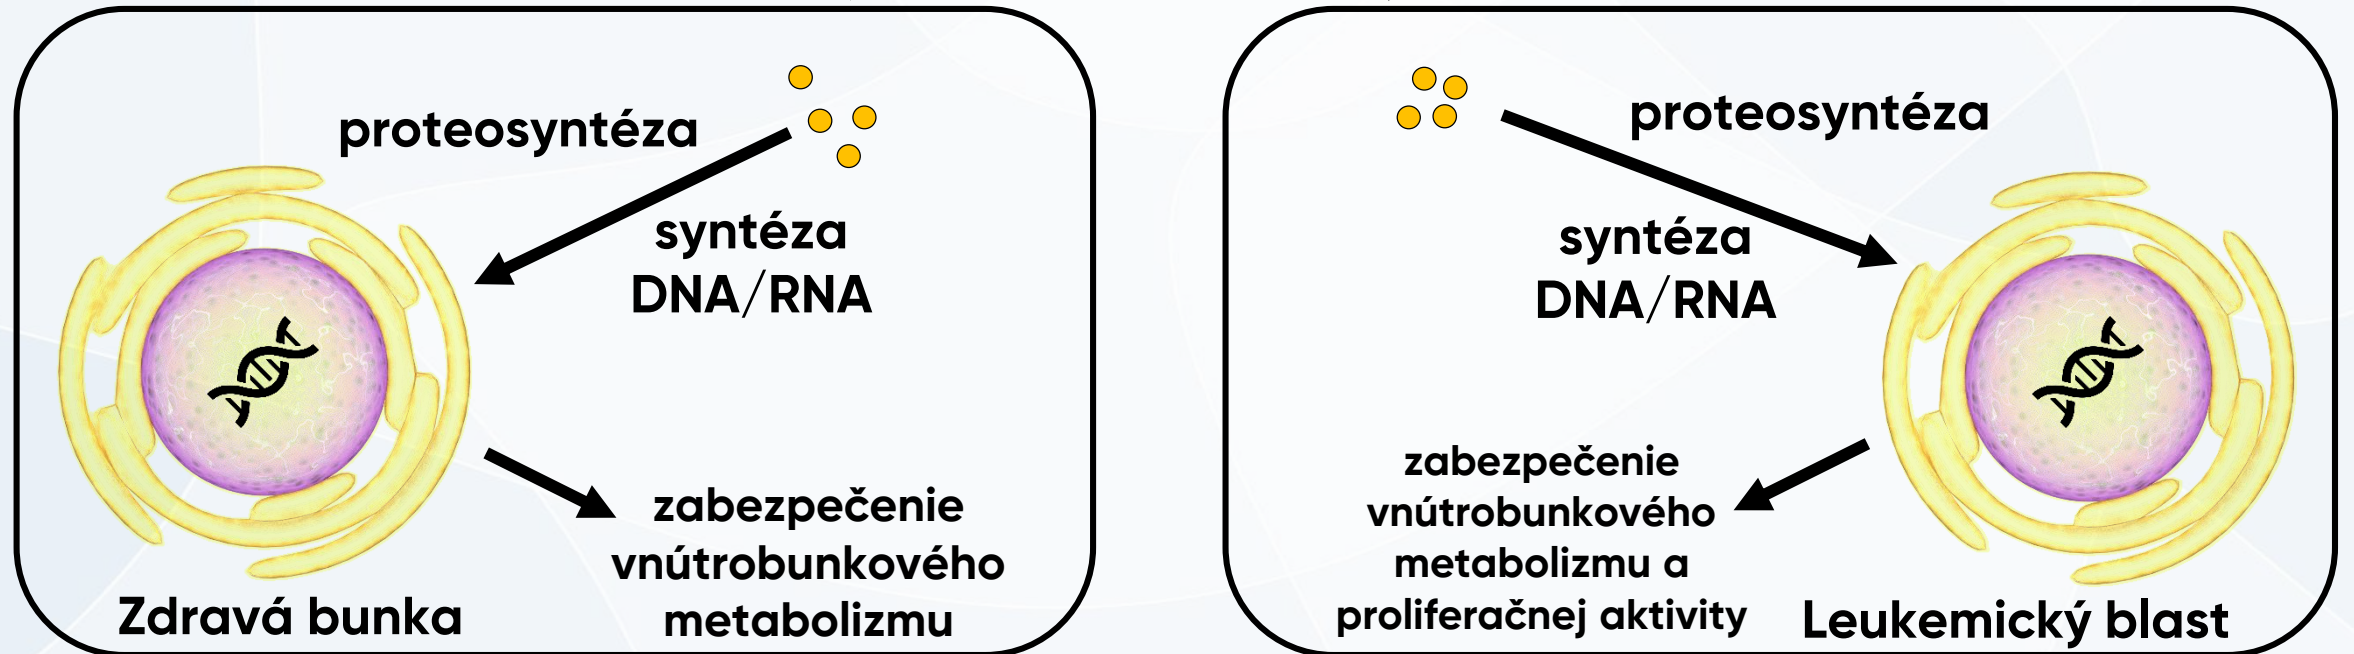 proteosyntéza
syntéza
DNA/RNA
zabezpečenie
vnútrobunkového
metabolizmu
Zdravá bunka
proteosyntéza
syntéza
DNA/RNA
zabezpečenie
vnútrobunkového
metabolizmu a
proliferačnej aktivity
Leukemický blast